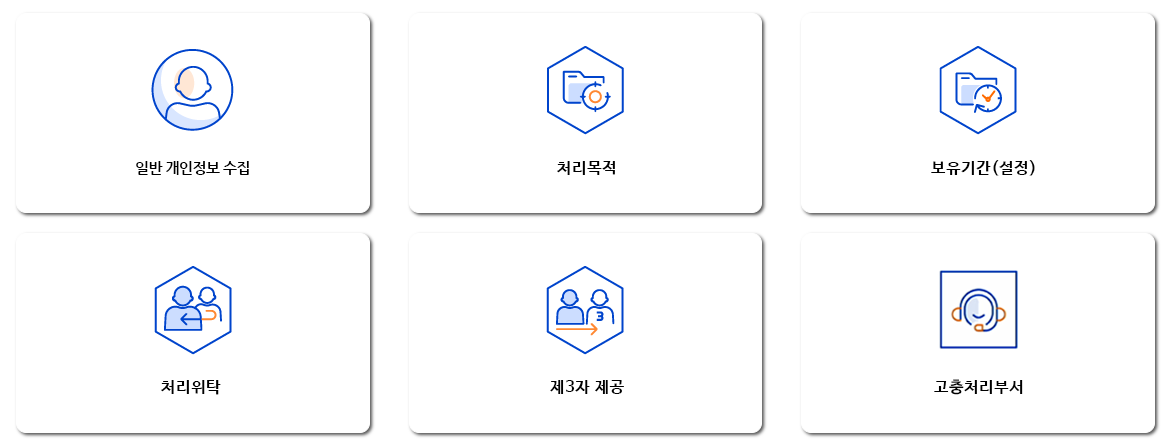 일반 개인정보 수집
처리목적
보유기간(설정)
처리위탁
3
제3자 제공
고충처리부서